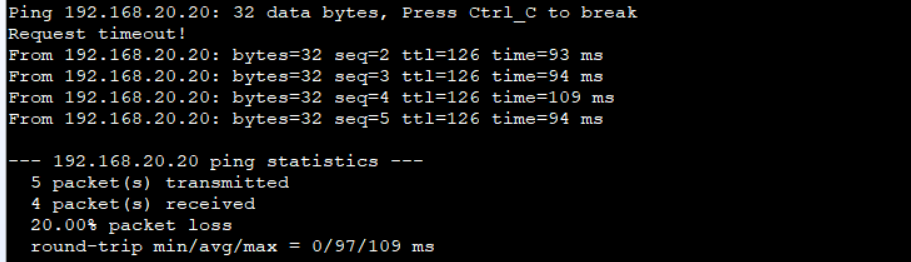 Ping 192.168.20.20: 32 data bytes, Press Ctrl_C to break
Request timeout!
From 192.168.20.20: bytes=32 seq=2 ttl=126 time=93 ms
From 192.168.20.20: bytes=32 seq=3 ttl=126 time=94 ms
From 192.168.20.20: bytes=32 seq=4 ttl=126 time=109 ms
From 192.168.20.20: bytes=32 seq=5 ttl=126 time=94 ms
--- 192.168.20.20 ping statistics ---
5 packet(s) transmitted
4 packet(s) received
20.00% packet loss
round-trip min/avg/max = 0/97/109 ms